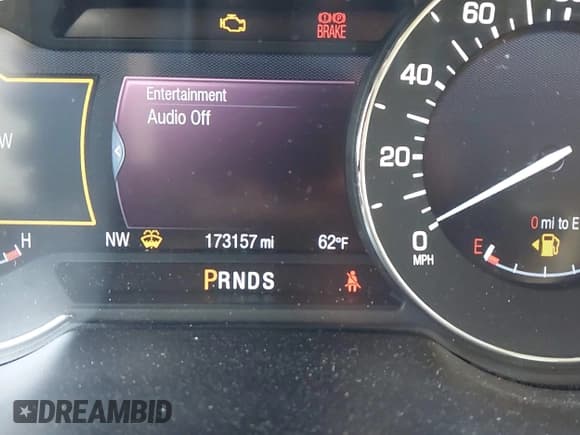 60
BRAKE
40
W
Entertainment
Audio Off
20
0 mi to E
H
NW
173157 mi
62°F
0
MPH
E
PRNDS
DREAMBID